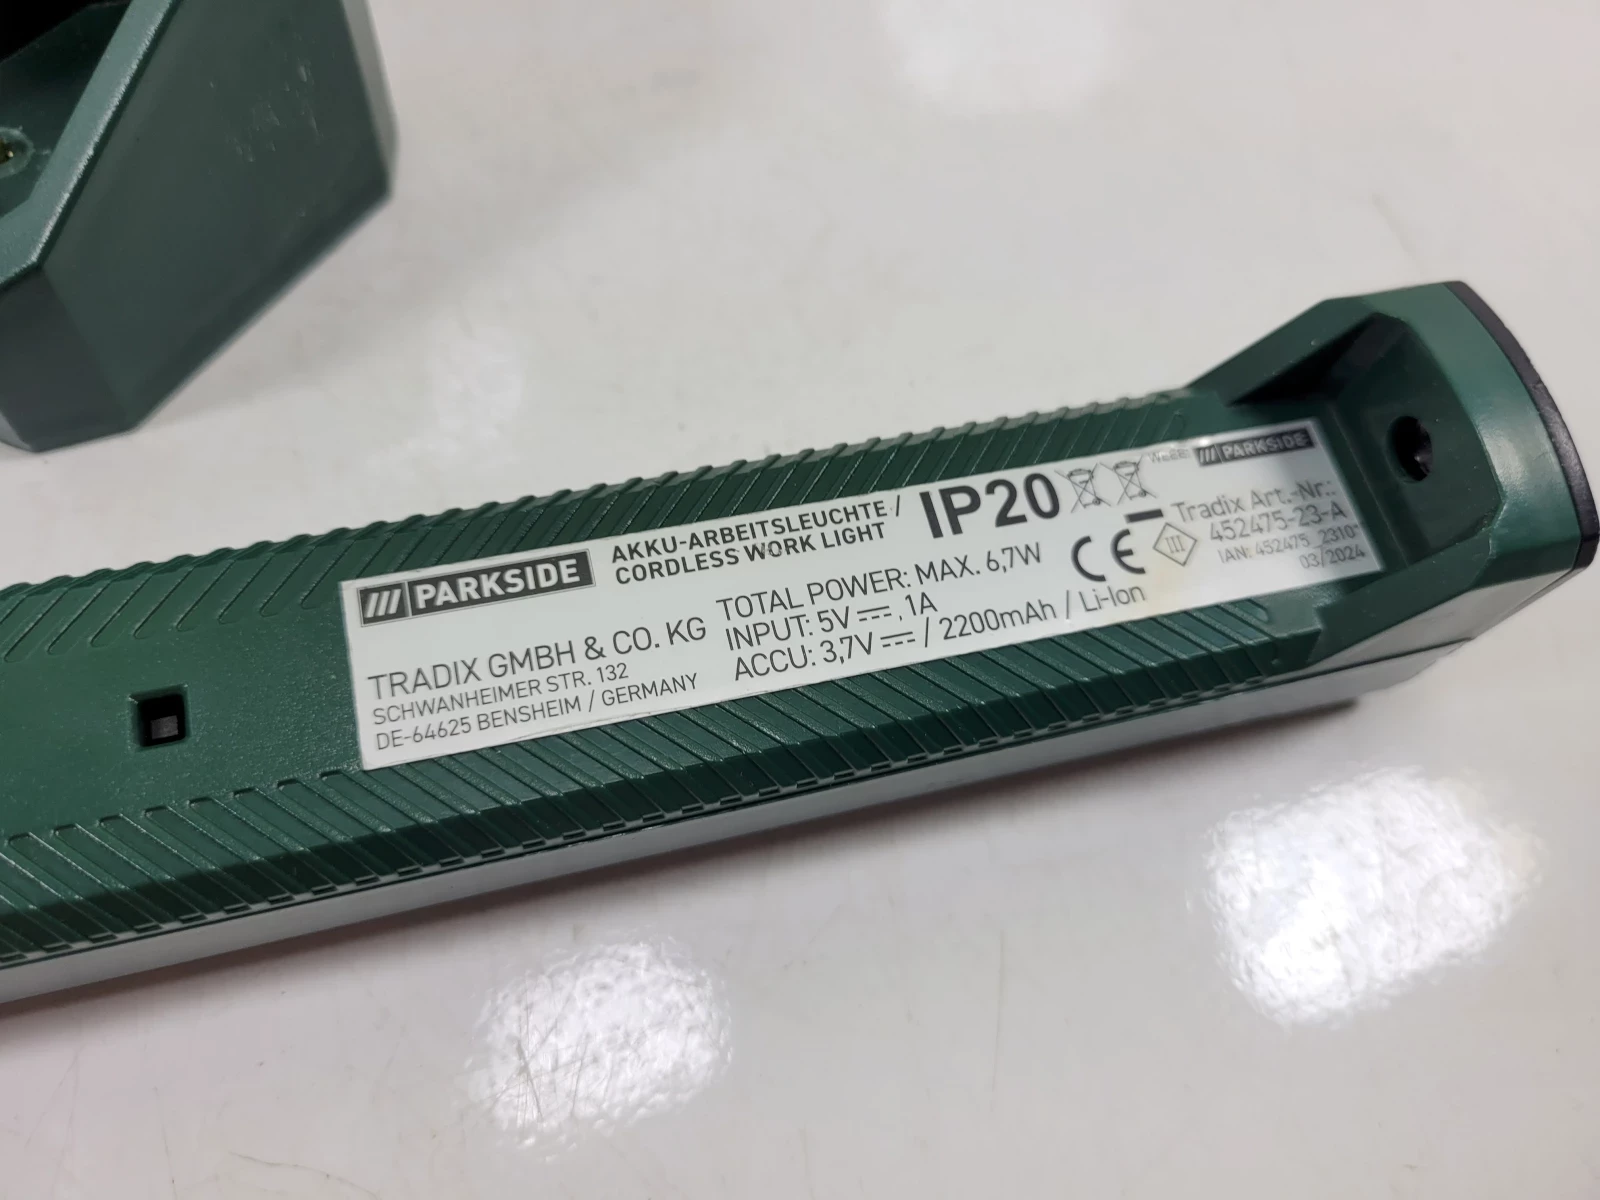 PARKSIDE
AKKU-ARBEITSLEUCHTE /
CORDLESS WORK LIGHT
IP20
TRADIX GMBH & CO. KG
SCHWANHEIMER STR. 132
DE-64625 BENSHEIM / GERMANY
TOTAL POWER: MAX. 6,7W
INPUT: 5V ⎓, 1A
ACCU: 3,7V ⎓ / 2200mAh / Li-Ion
CE
III
PARKSIDE
Tradix Art.-Nr.:
452475-23-A
IAN: 452475_2310
03/2024